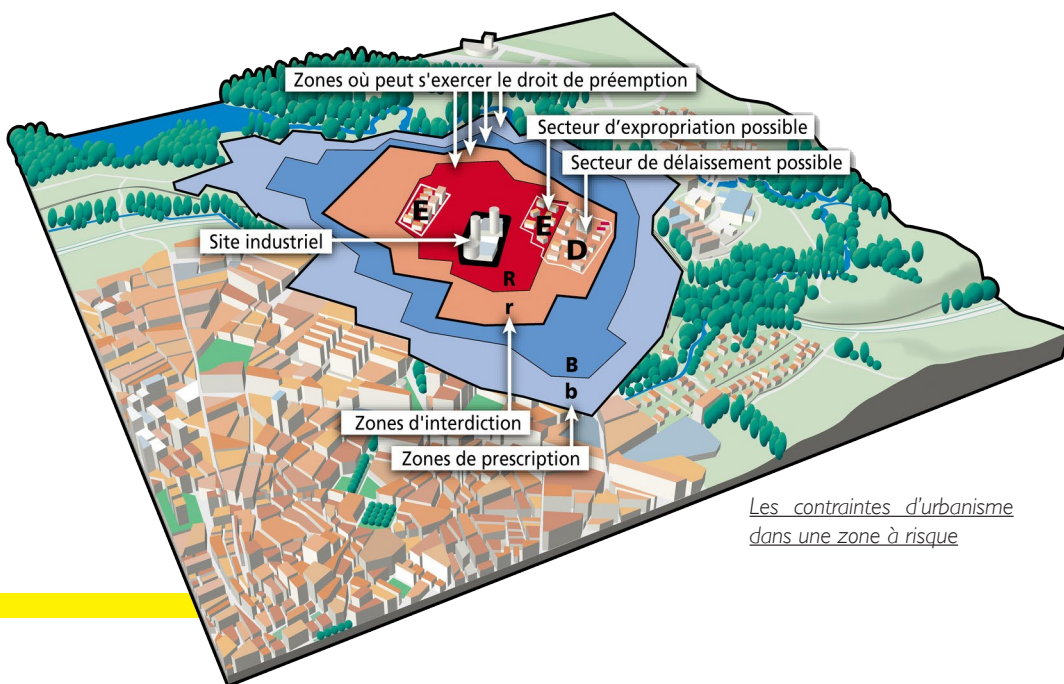 Zones où peut s'exercer le droit de préemption
Secteur d'expropriation possible
Secteur de délaissement possible
E
E
D
Site industriel
R
r
B
b
Zones d'interdiction
Zones de prescription
Les contraintes d'urbanisme
dans une zone à risque